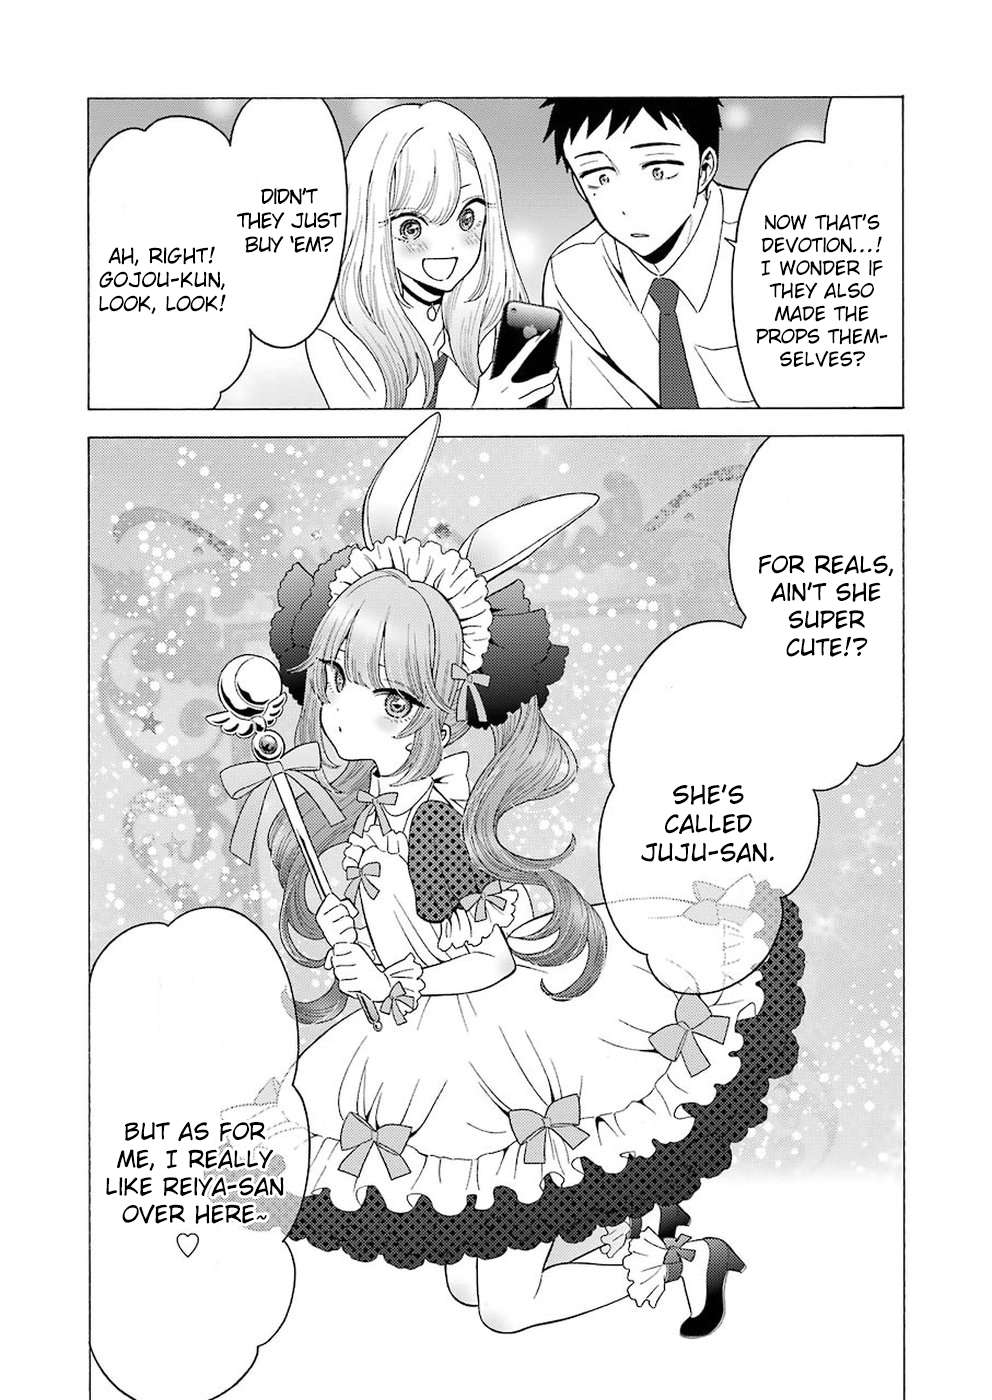 NOW THAT'S
DEVOTION...!
I WONDER IF
THEY ALSO
MADE THE
PROPS THEM-
SELVES?
DIDN'T
THEY JUST
BUY 'EM?
AH, RIGHT!
GOJOU-KUN,
LOOK, LOOK!
FOR REALS,
AIN'T SHE
SUPER
CUTE!?
SHE'S
CALLED
JUJU-SAN.
BUT AS FOR
ME, I REALLY
LIKE REIYA-SAN
OVER HERE~
♡